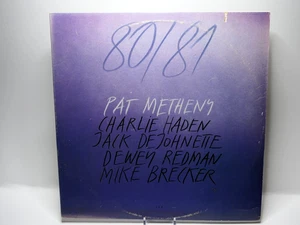 80/81
PAT METHENY
CHARLIE HADEN
JACK DEJOHNETTE
DEWEY REDMAN
MIKE BRECKER